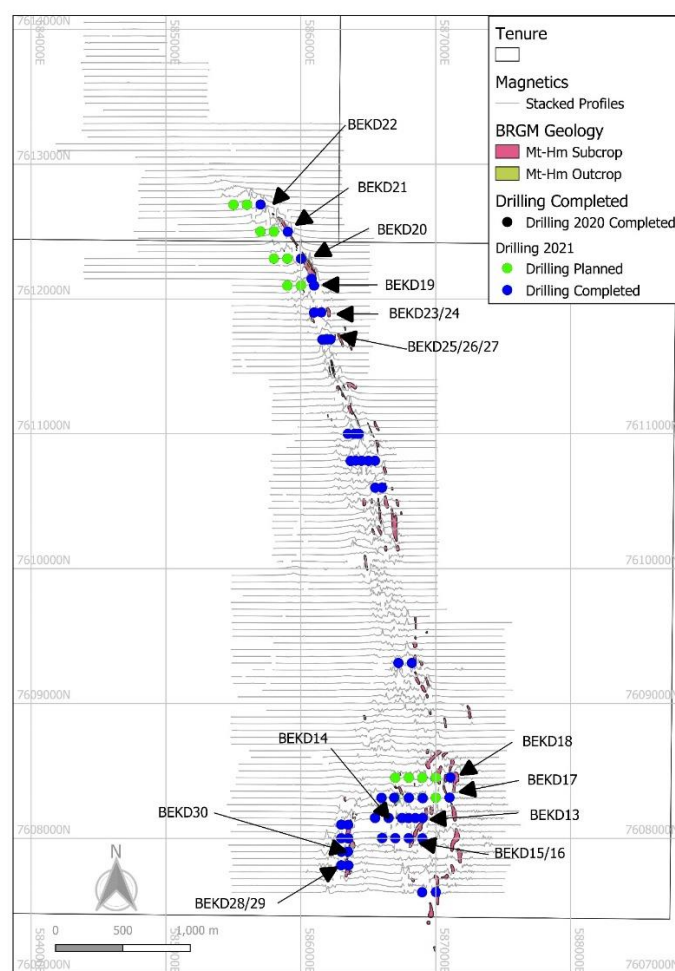 584000E
585000E
586000E
Tenure
Magnetics
Stacked Profiles
BRGM Geology
Mt-Hm Subcrop
Mt-Hm Outcrop
Drilling Completed
Drilling 2020 Completed
Drilling 2021
Drilling Planned
Drilling Completed
BEKD22
7613000N
BEKD21
BEKD20
7612000N
BEKD19
7612000N
BEKD23/24
BEKD25/26/27
7611000N
7611000N
7610000N
7610000N
7609000N
7609000N
BEKD14
BEKD18
BEKD17
BEKD30
BEKD13
7608000N
7608000N
BEKD15/16
N
BEKD28/29
0
500
1,000 m
585000E
587000E
588000E
7607000N